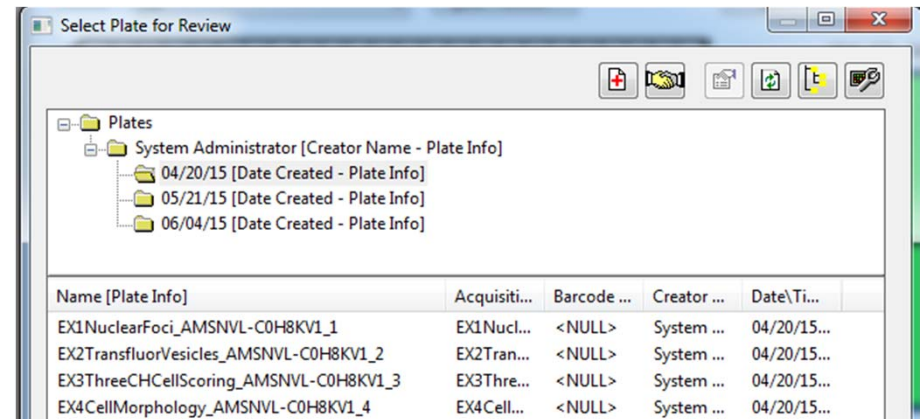 Select Plate for Review
Plates
System Administrator [Creator Name - Plate Info]
04/20/15 [Date Created - Plate Info]
05/21/15 [Date Created - Plate Info]
06/04/15 [Date Created - Plate Info]
Name [Plate Info] Acquisiti... Barcode ... Creator ... Date\Ti...
EX1NuclearFoci_AMSNVL-C0H8KV1_1 EX1Nucl... <NULL> System ... 04/20/15...
EX2TransfluorVesicles_AMSNVL-C0H8KV1_2 EX2Tran... <NULL> System ... 04/20/15...
EX3ThreeCHCellScoring_AMSNVL-C0H8KV1_3 EX3Thre... <NULL> System ... 04/20/15...
EX4CellMorphology_AMSNVL-C0H8KV1_4 EX4Cell... <NULL> System ... 04/20/15...